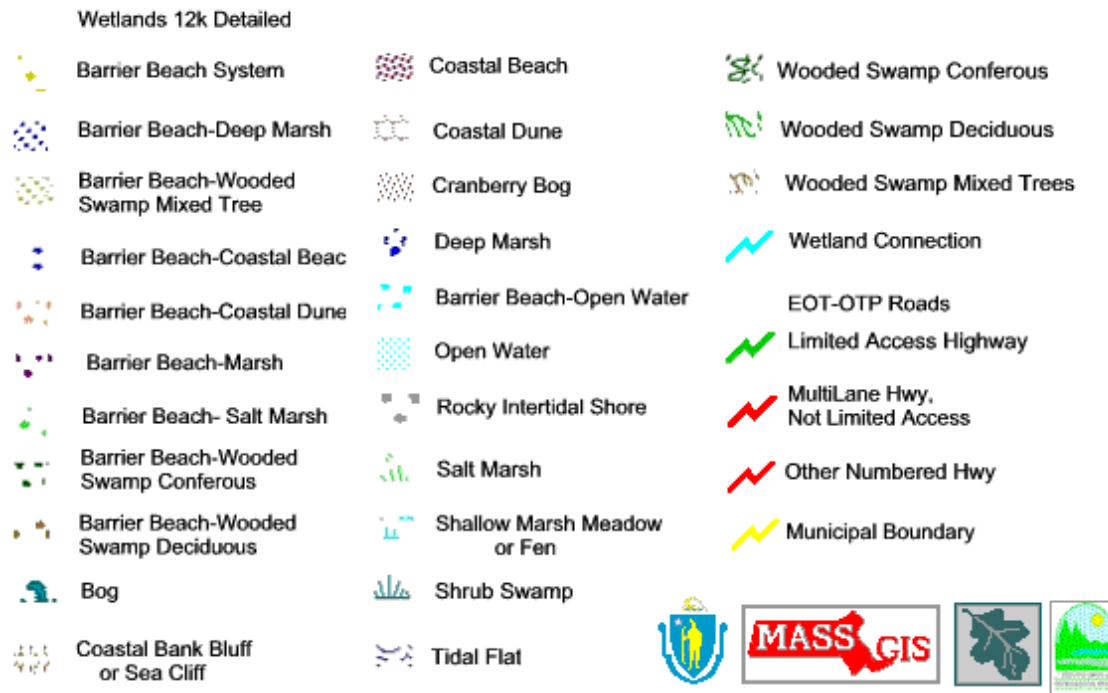 Wetlands 12k Detailed
Barrier Beach System
Barrier Beach-Deep Marsh
Barrier Beach-Wooded
Swamp Mixed Tree
Barrier Beach-Coastal Beac
Barrier Beach-Coastal Dune
Barrier Beach-Marsh
Barrier Beach- Salt Marsh
Barrier Beach-Wooded
Swamp Conferous
Barrier Beach-Wooded
Swamp Deciduous
Bog
Coastal Bank Bluff
or Sea Cliff
Coastal Beach
Coastal Dune
Cranberry Bog
Deep Marsh
Barrier Beach-Open Water
Open Water
Rocky Intertidal Shore
Salt Marsh
Shallow Marsh Meadow
or Fen
Shrub Swamp
Tidal Flat
Wooded Swamp Conferous
Wooded Swamp Deciduous
Wooded Swamp Mixed Trees
Wetland Connection
EOT-OTP Roads
Limited Access Highway
MultiLane Hwy,
Not Limited Access
Other Numbered Hwy
Municipal Boundary
MASS GIS